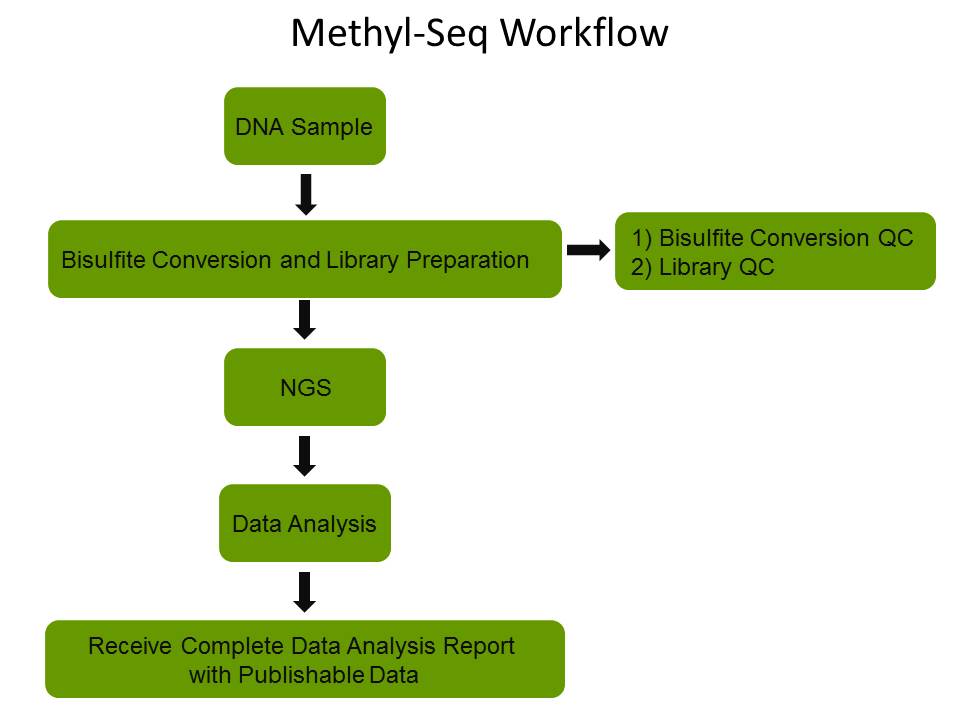 Methyl-Seq Workflow
DNA Sample
Bisulfite Conversion and Library Preparation
1) Bisulfite Conversion QC
2) Library QC
NGS
Data Analysis
Receive Complete Data Analysis Report
with Publishable Data